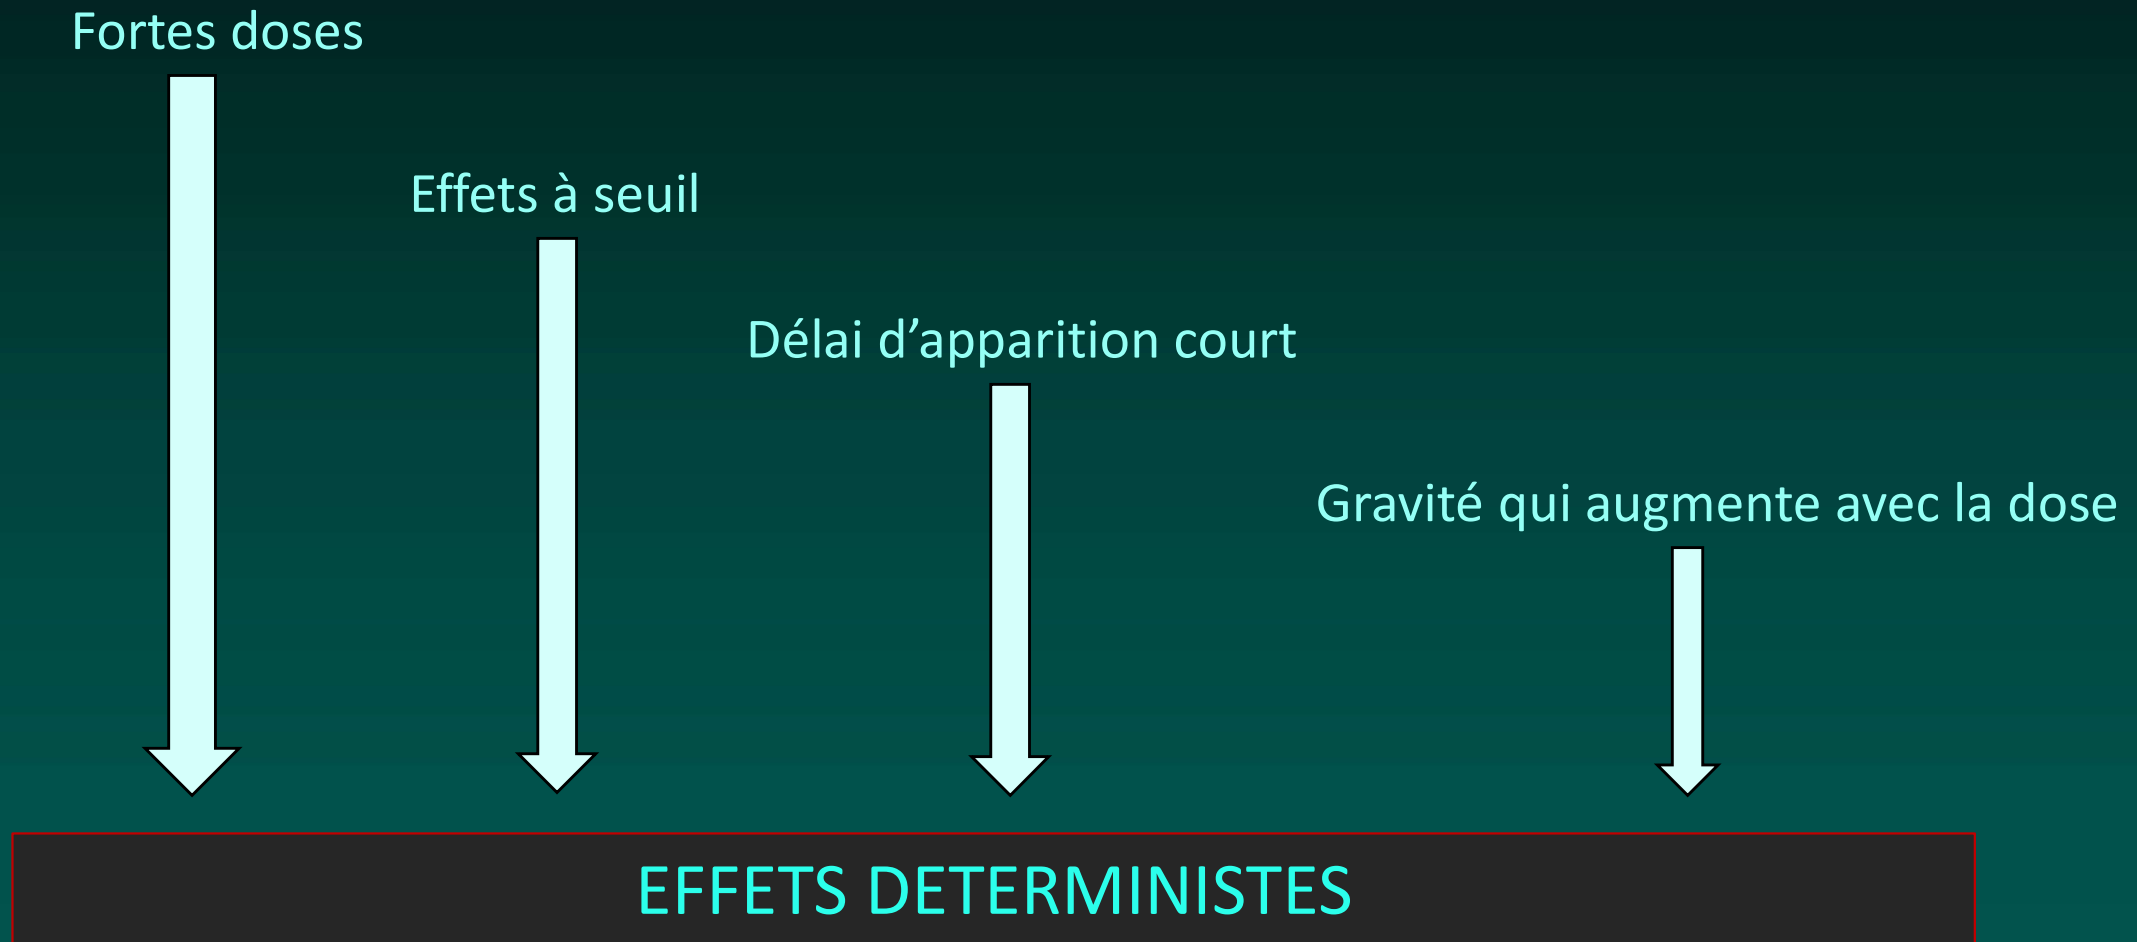 Fortes doses
Effets à seuil
Délai d’apparition court
Gravité qui augmente avec la dose
EFFETS DETERMINISTES